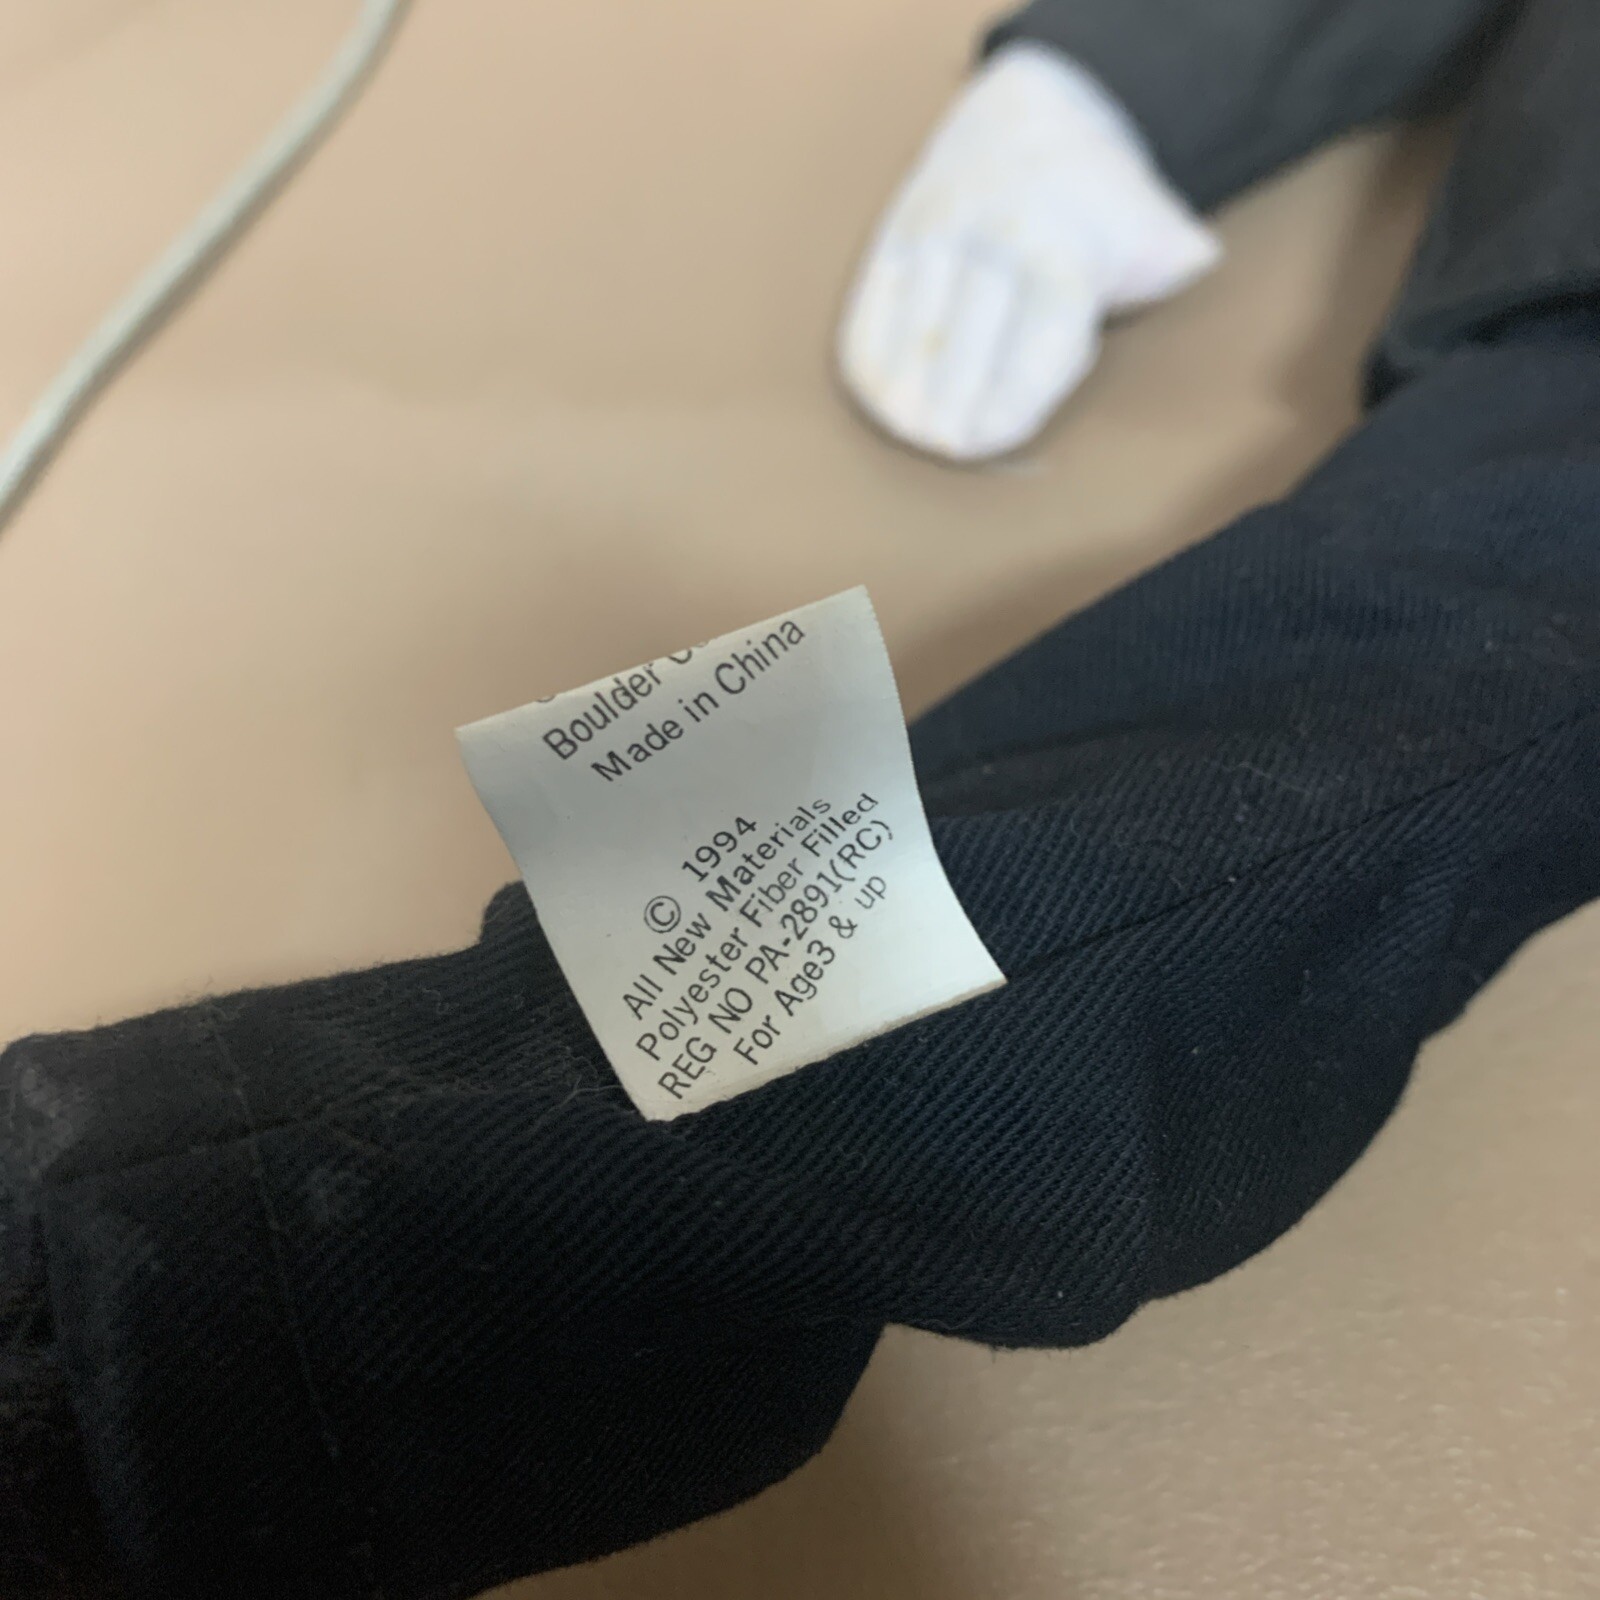 Boulder
Made in China
© 1994
All New Materials
Polyester Fiber Filled
REG NO PA-2891(RC)
For Age3 & up